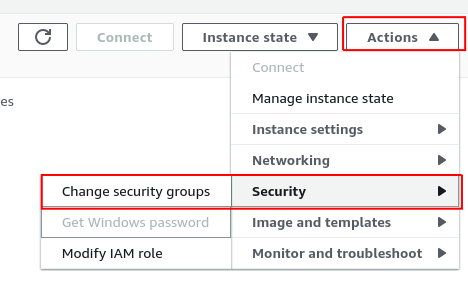 Connect
Instance state
Actions
es
Connect
Manage instance state
Instance settings
Networking
Change security groups
Security
Get Windows password
Image and templates
Modify IAM role
Monitor and troubleshoot